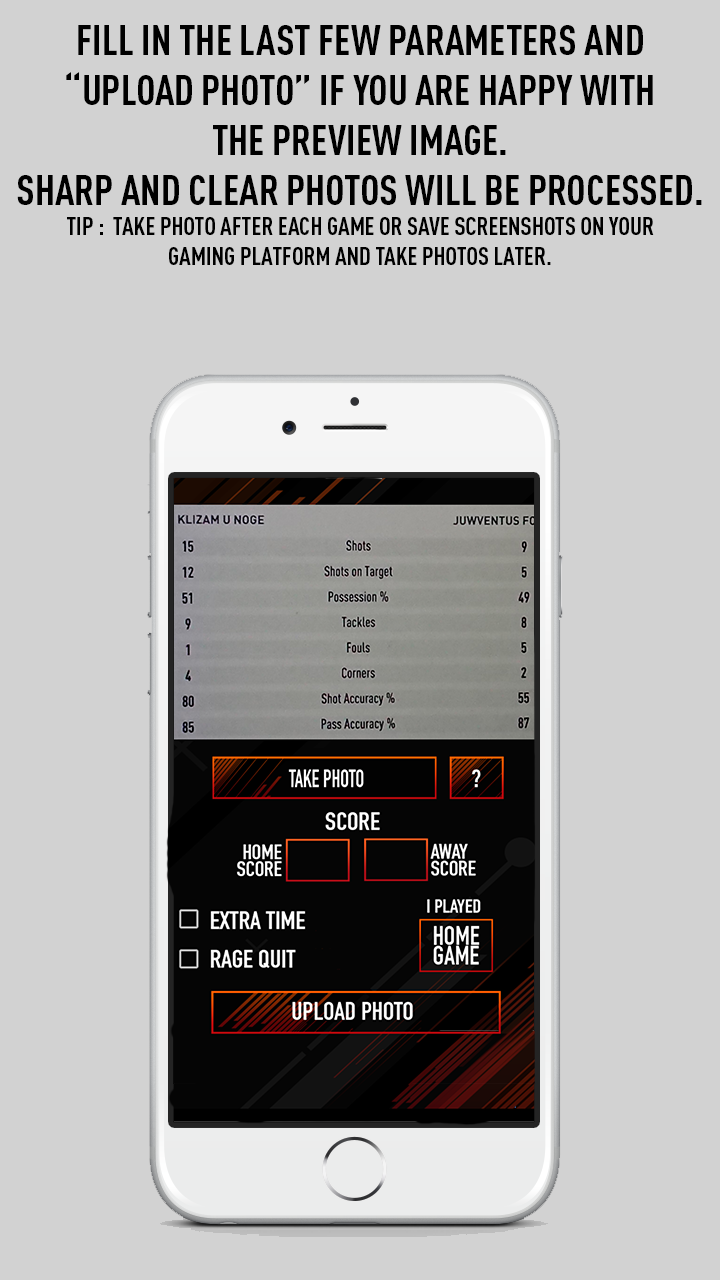 FILL IN THE LAST FEW PARAMETERS AND
“UPLOAD PHOTO” IF YOU ARE HAPPY WITH
THE PREVIEW IMAGE.
SHARP AND CLEAR PHOTOS WILL BE PROCESSED.
TIP : TAKE PHOTO AFTER EACH GAME OR SAVE SCREENSHOTS ON YOUR
GAMING PLATFORM AND TAKE PHOTOS LATER.
KLIZAM U NOGE JUWVENTUS FC
15 Shots 9
12 Shots on Target 5
51 Possession % 49
9 Tackles 8
1 Fouls 5
4 Corners 2
80 Shot Accuracy % 55
85 Pass Accuracy % 87
TAKE PHOTO ?
SCORE
HOME SCORE
AWAY SCORE
I PLAYED
HOME GAME
EXTRA TIME
RAGE QUIT
UPLOAD PHOTO